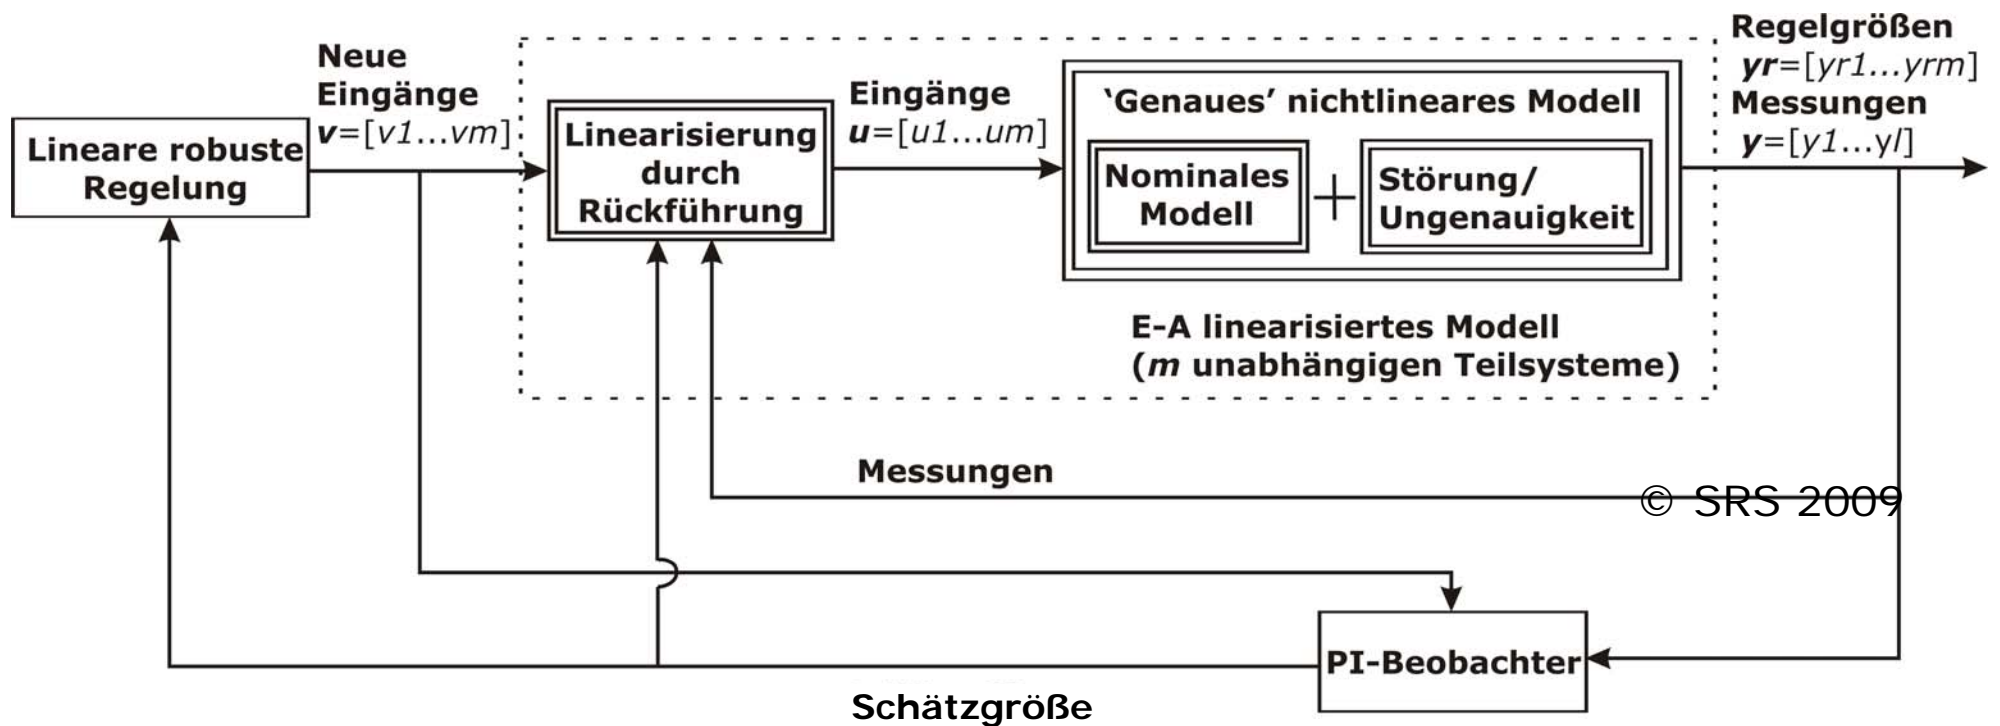 Lineare robuste
Regelung
Neue
Eingänge
v=[v1...vm]
Linearisierung
durch
Rückführung
Eingänge
u=[u1...um]
‘Genaues’ nichtlineares Modell
Nominales
Modell
+
Störung/
Ungenauigkeit
E-A linearisiertes Modell
(m unabhängigen Teilsysteme)
Regelgrößen
yr=[yr1...yrm]
Messungen
y=[y1...yl]
Messungen
© SRS 2009
PI-Beobachter
Schätzgröße